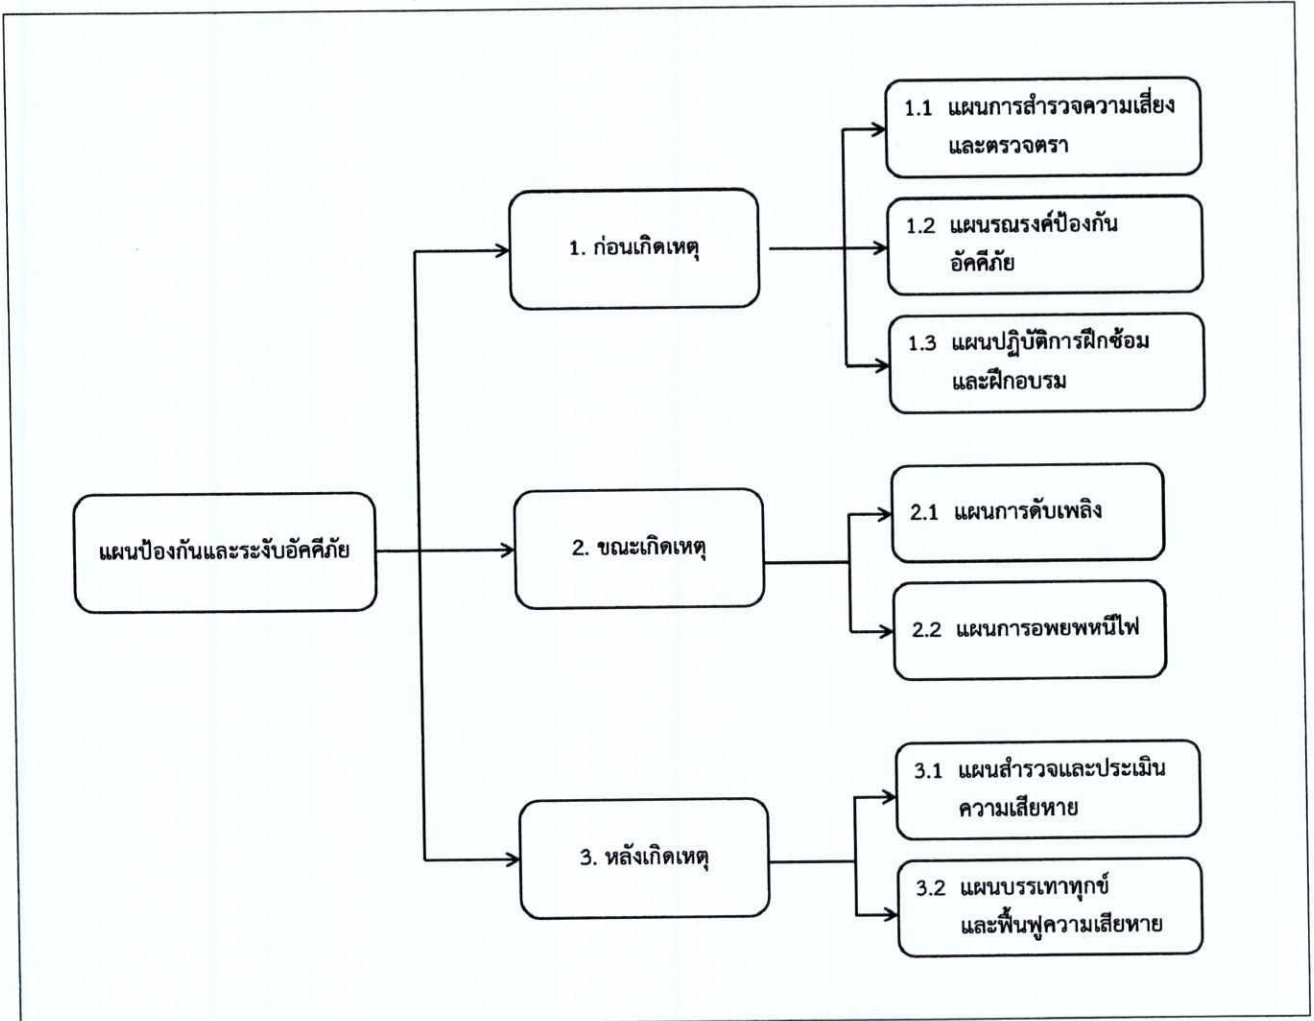 แผนป้องกันและระงับอัคคีภัย
1. ก่อนเกิดเหตุ
1.1 แผนการสำรวจความเสี่ยง
และตรวจตรา
1.2 แผนรณรงค์ป้องกัน
อัคคีภัย
1.3 แผนปฏิบัติการฝึกซ้อม
และฝึกอบรม
2. ขณะเกิดเหตุ
2.1 แผนการดับเพลิง
2.2 แผนการอพยพหนีไฟ
3. หลังเกิดเหตุ
3.1 แผนสำรวจและประเมิน
ความเสียหาย
3.2 แผนบรรเทาทุกข์
และฟื้นฟูความเสียหาย